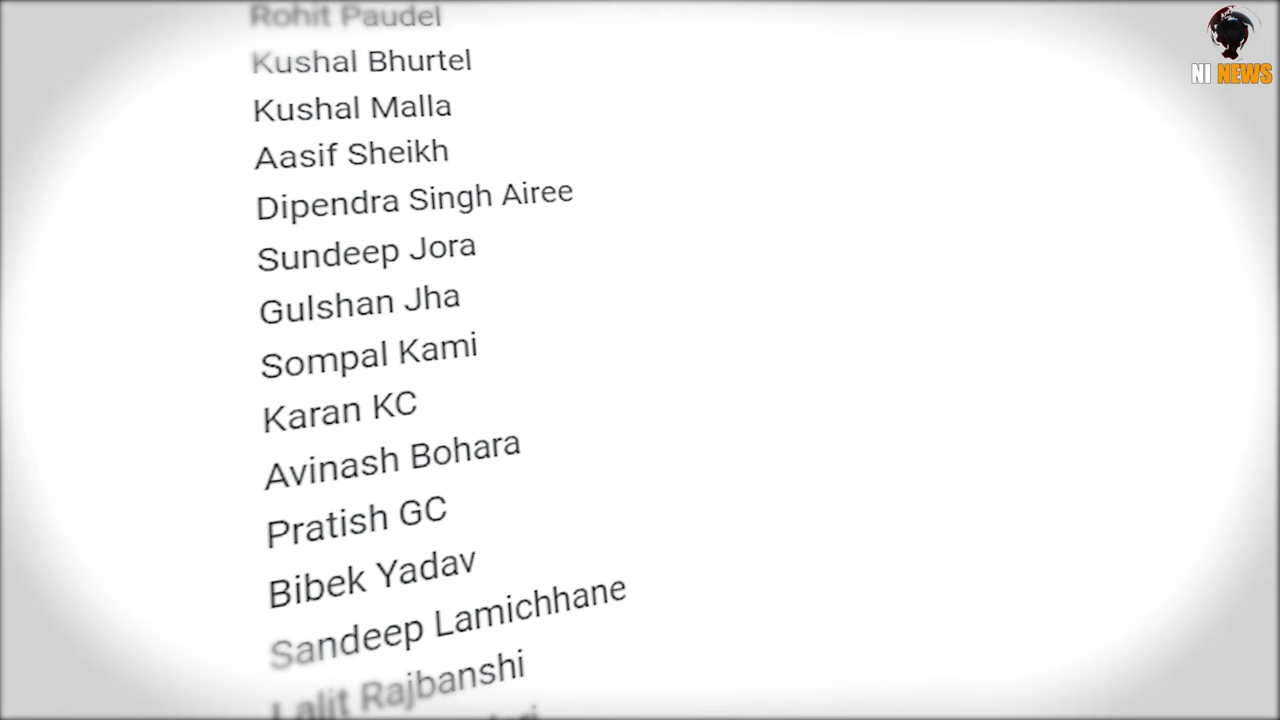 Rohit Paudel
Kushal Bhurtel
Kushal Malla
Aasif Sheikh
Dipendra Singh Airee
Sundeep Jora
Gulshan Jha
Sompal Kami
Karan KC
Avinash Bohara
Pratish GC
Bibek Yadav
Sandeep Lamichhane
Lalit Rajbanshi
NI NEWS